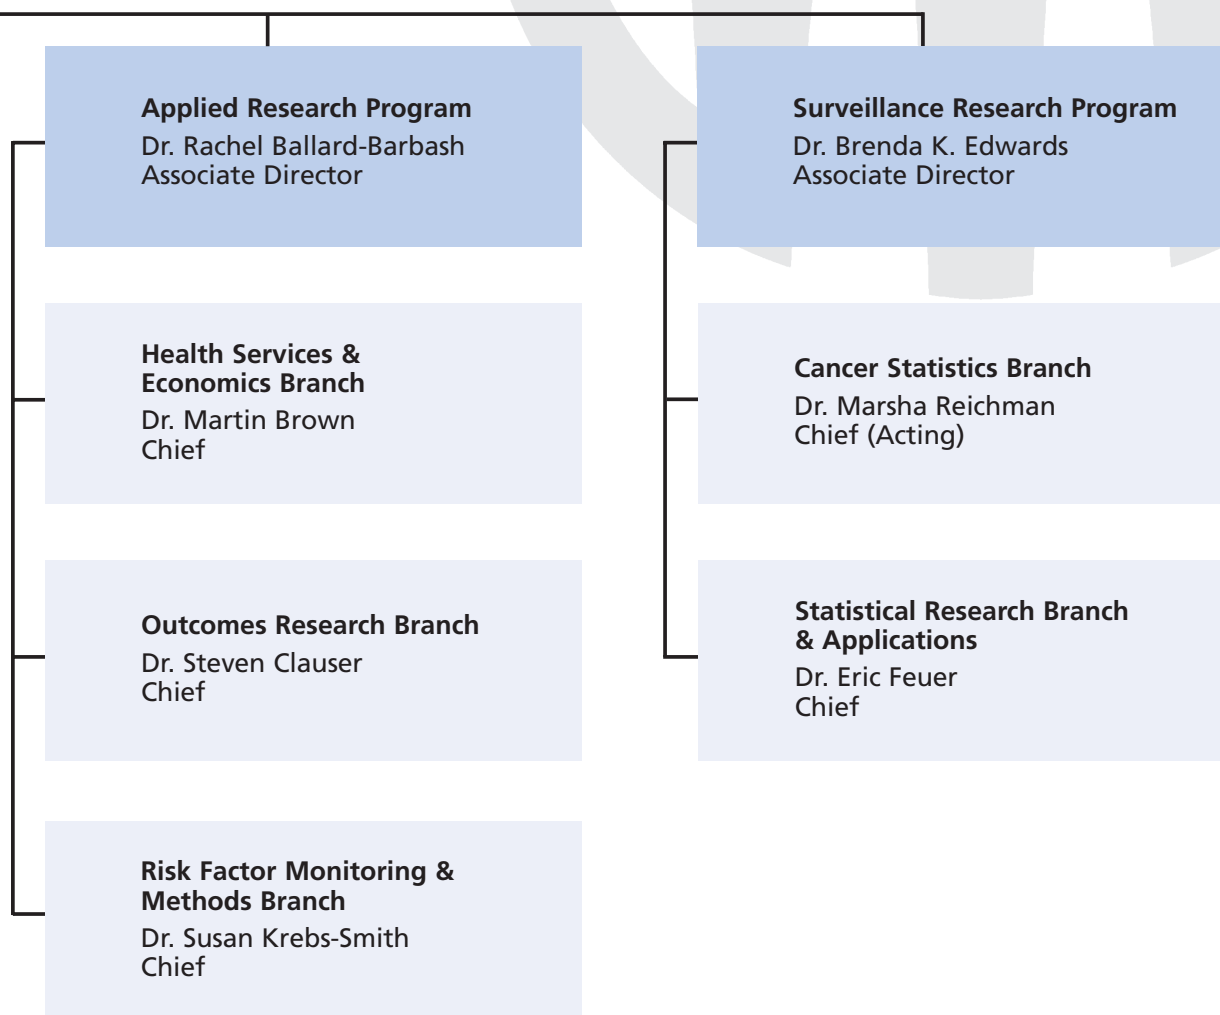 Applied Research Program
Dr. Rachel Ballard-Barbash
Associate Director
Health Services &
Economics Branch
Dr. Martin Brown
Chief
Outcomes Research Branch
Dr. Steven Clauser
Chief
Risk Factor Monitoring &
Methods Branch
Dr. Susan Krebs-Smith
Chief
Surveillance Research Program
Dr. Brenda K. Edwards
Associate Director
Cancer Statistics Branch
Dr. Marsha Reichman
Chief (Acting)
Statistical Research Branch
& Applications
Dr. Eric Feuer
Chief